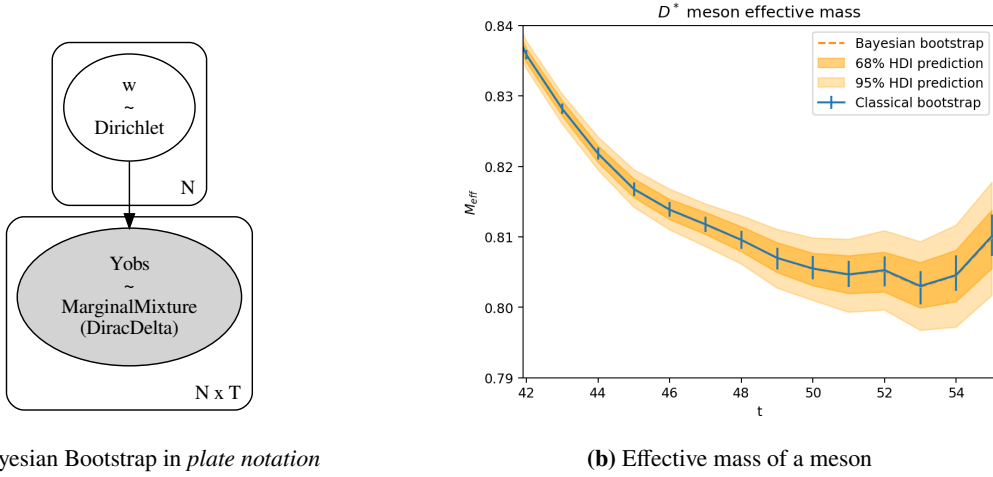 w
~
Dirichlet
N
Yobs
~
MarginalMixture
(DiracDelta)
N x T
yesian Bootstrap in plate notation
D* meson effective mass
Bayesian bootstrap
68% HDI prediction
95% HDI prediction
Classical bootstrap
M_eff
0.84
0.83
0.82
0.81
0.80
0.79
42 44 46 48 50 52 54
t
(b) Effective mass of a meson